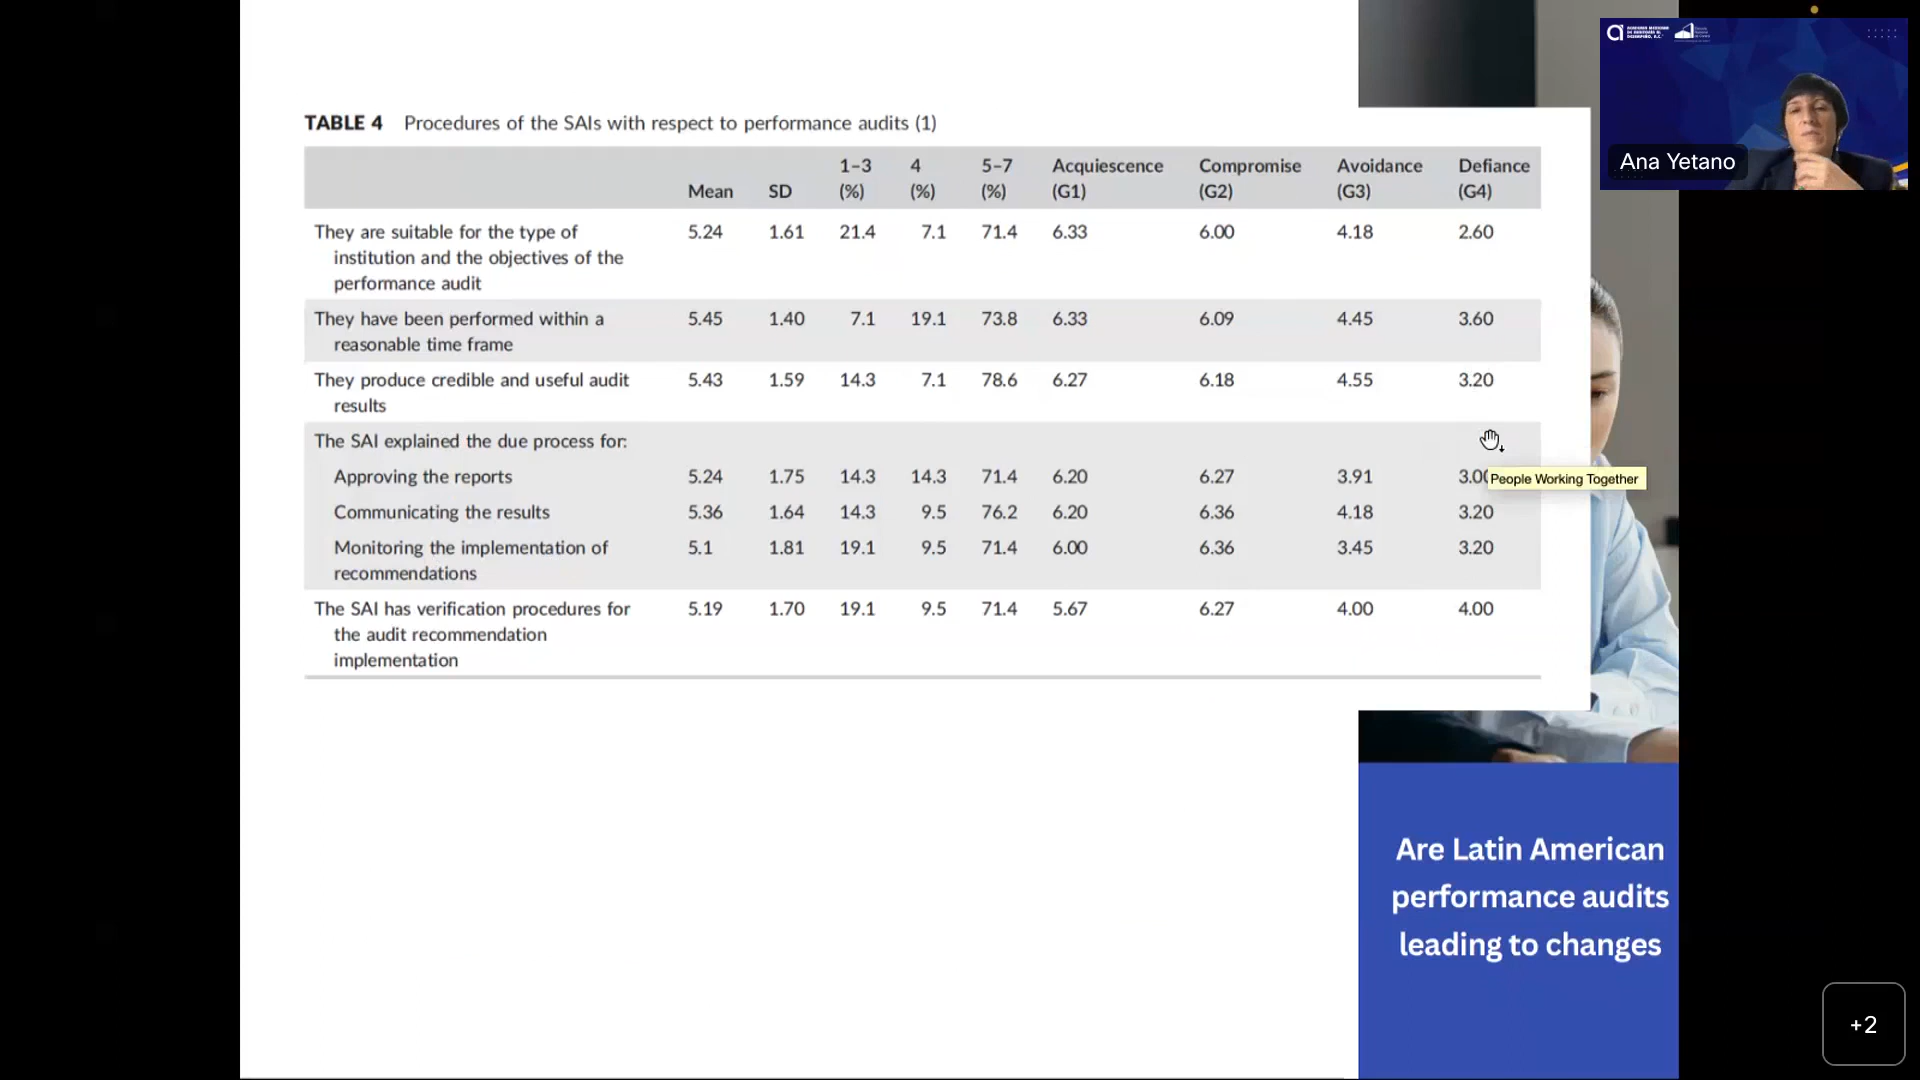 TABLE 4 Procedures of the SAIs with respect to performance audits (1)
Mean SD 1–3 (%) 4 (%) 5–7 (%) Acquiescence (G1) Compromise (G2) Avoidance (G3) Defiance (G4)
They are suitable for the type of 5.24 1.61 21.4 7.1 71.4 6.33 6.00 4.18 2.60
institution and the objectives of the
performance audit
They have been performed within a 5.45 1.40 7.1 19.1 73.8 6.33 6.09 4.45 3.60
reasonable time frame
They produce credible and useful audit 5.43 1.59 14.3 7.1 78.6 6.27 6.18 4.55 3.20
results
The SAI explained the due process for:
Approving the reports 5.24 1.75 14.3 14.3 71.4 6.20 6.27 3.91 3.00
Communicating the results 5.36 1.64 14.3 9.5 76.2 6.20 6.36 4.18 3.20
Monitoring the implementation of 5.1 1.81 19.1 9.5 71.4 6.00 6.36 3.45 3.20
recommendations
The SAI has verification procedures for 5.19 1.70 19.1 9.5 71.4 5.67 6.27 4.00 4.00
the audit recommendation
implementation
People Working Together
Ana Yetano
Are Latin American
performance audits
leading to changes
+2